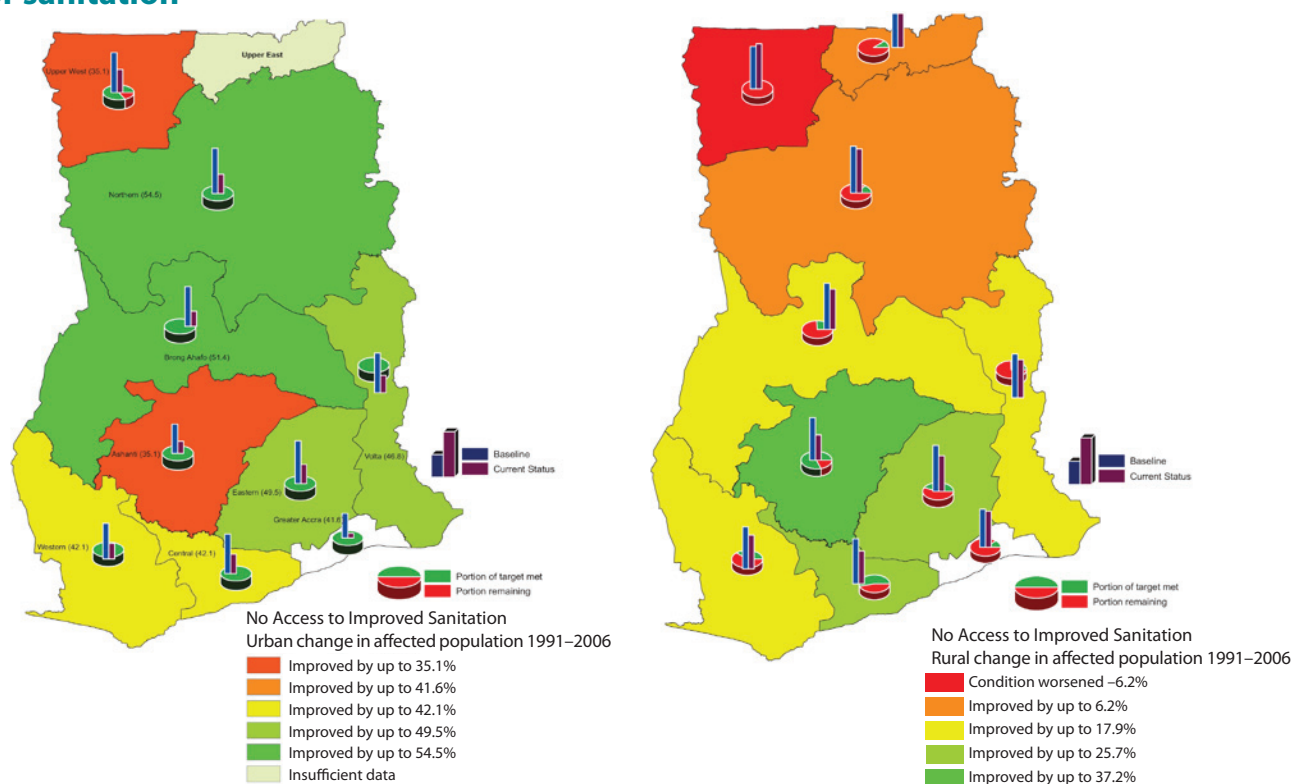 or sanitation
Upper East
Upper West (35.1)
Northern (54.5)
Brong Ahafo (51.4)
Ashanti (35.1)
Volta (46.8)
Eastern (49.5)
Greater Accra (41.6)
Western (42.1)
Central (42.1)
Baseline
Current Status
Portion of target met
Portion remaining
No Access to Improved Sanitation
Urban change in affected population 1991–2006
Improved by up to 35.1%
Improved by up to 41.6%
Improved by up to 42.1%
Improved by up to 49.5%
Improved by up to 54.5%
Insufficient data
Baseline
Current Status
Portion of target met
Portion remaining
No Access to Improved Sanitation
Rural change in affected population 1991–2006
Condition worsened –6.2%
Improved by up to 6.2%
Improved by up to 17.9%
Improved by up to 25.7%
Improved by up to 37.2%